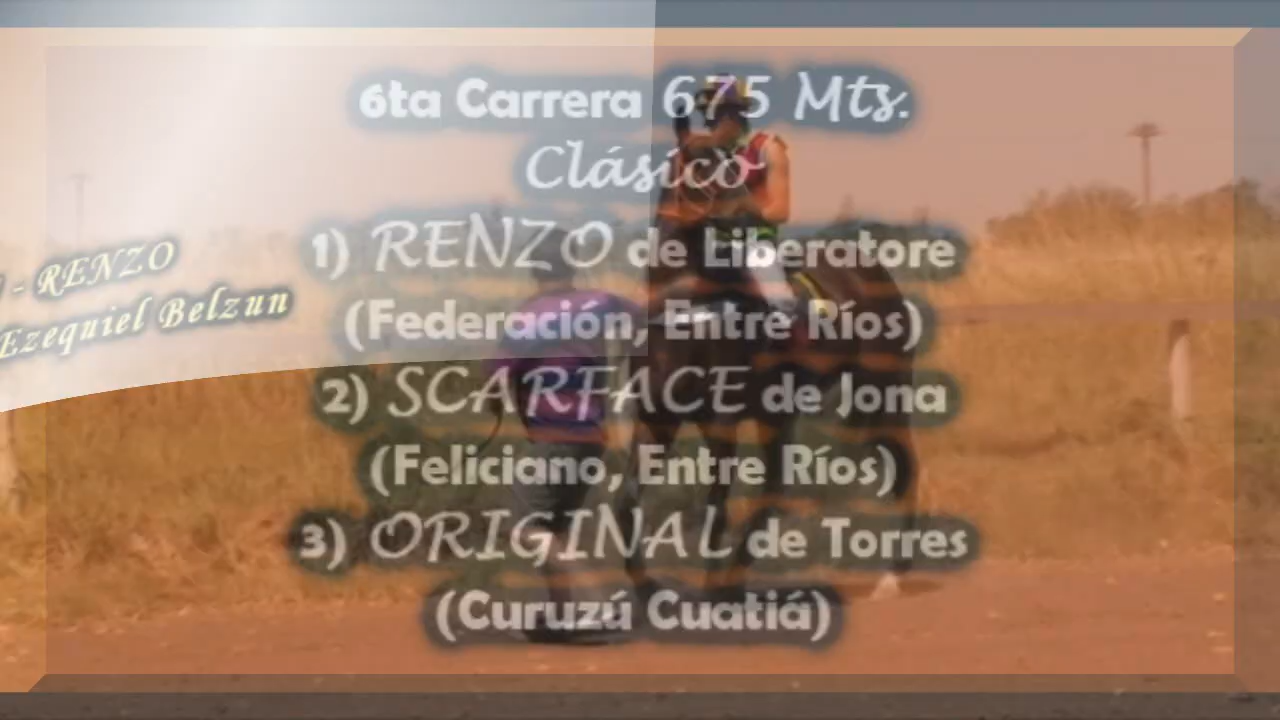 6ta Carrera 675 Mts.
Clásico
1) RENZO de Liberatore
(Federación, Entre Ríos)
2) SCARFACE de Jona
(Feliciano, Entre Ríos)
3) ORIGINAL de Torres
(Curuzú Cuatiá)
- RENZO
Ezequiel Belzun